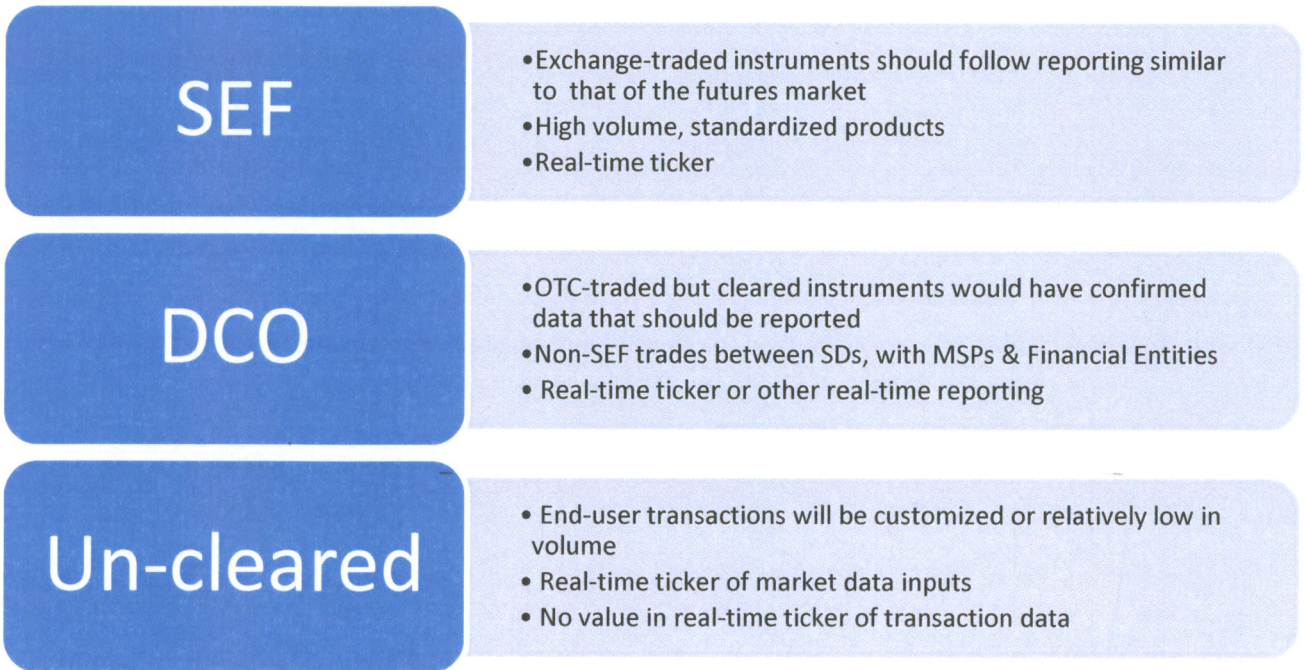 SEF
•Exchange-traded instruments should follow reporting similar
to that of the futures market
•High volume, standardized products
•Real-time ticker
DCO
•OTC-traded but cleared instruments would have confirmed
data that should be reported
•Non-SEF trades between SDs, with MSPs & Financial Entities
• Real-time ticker or other real-time reporting
Un-cleared
• End-user transactions will be customized or relatively low in
volume
• Real-time ticker of market data inputs
• No value in real-time ticker of transaction data